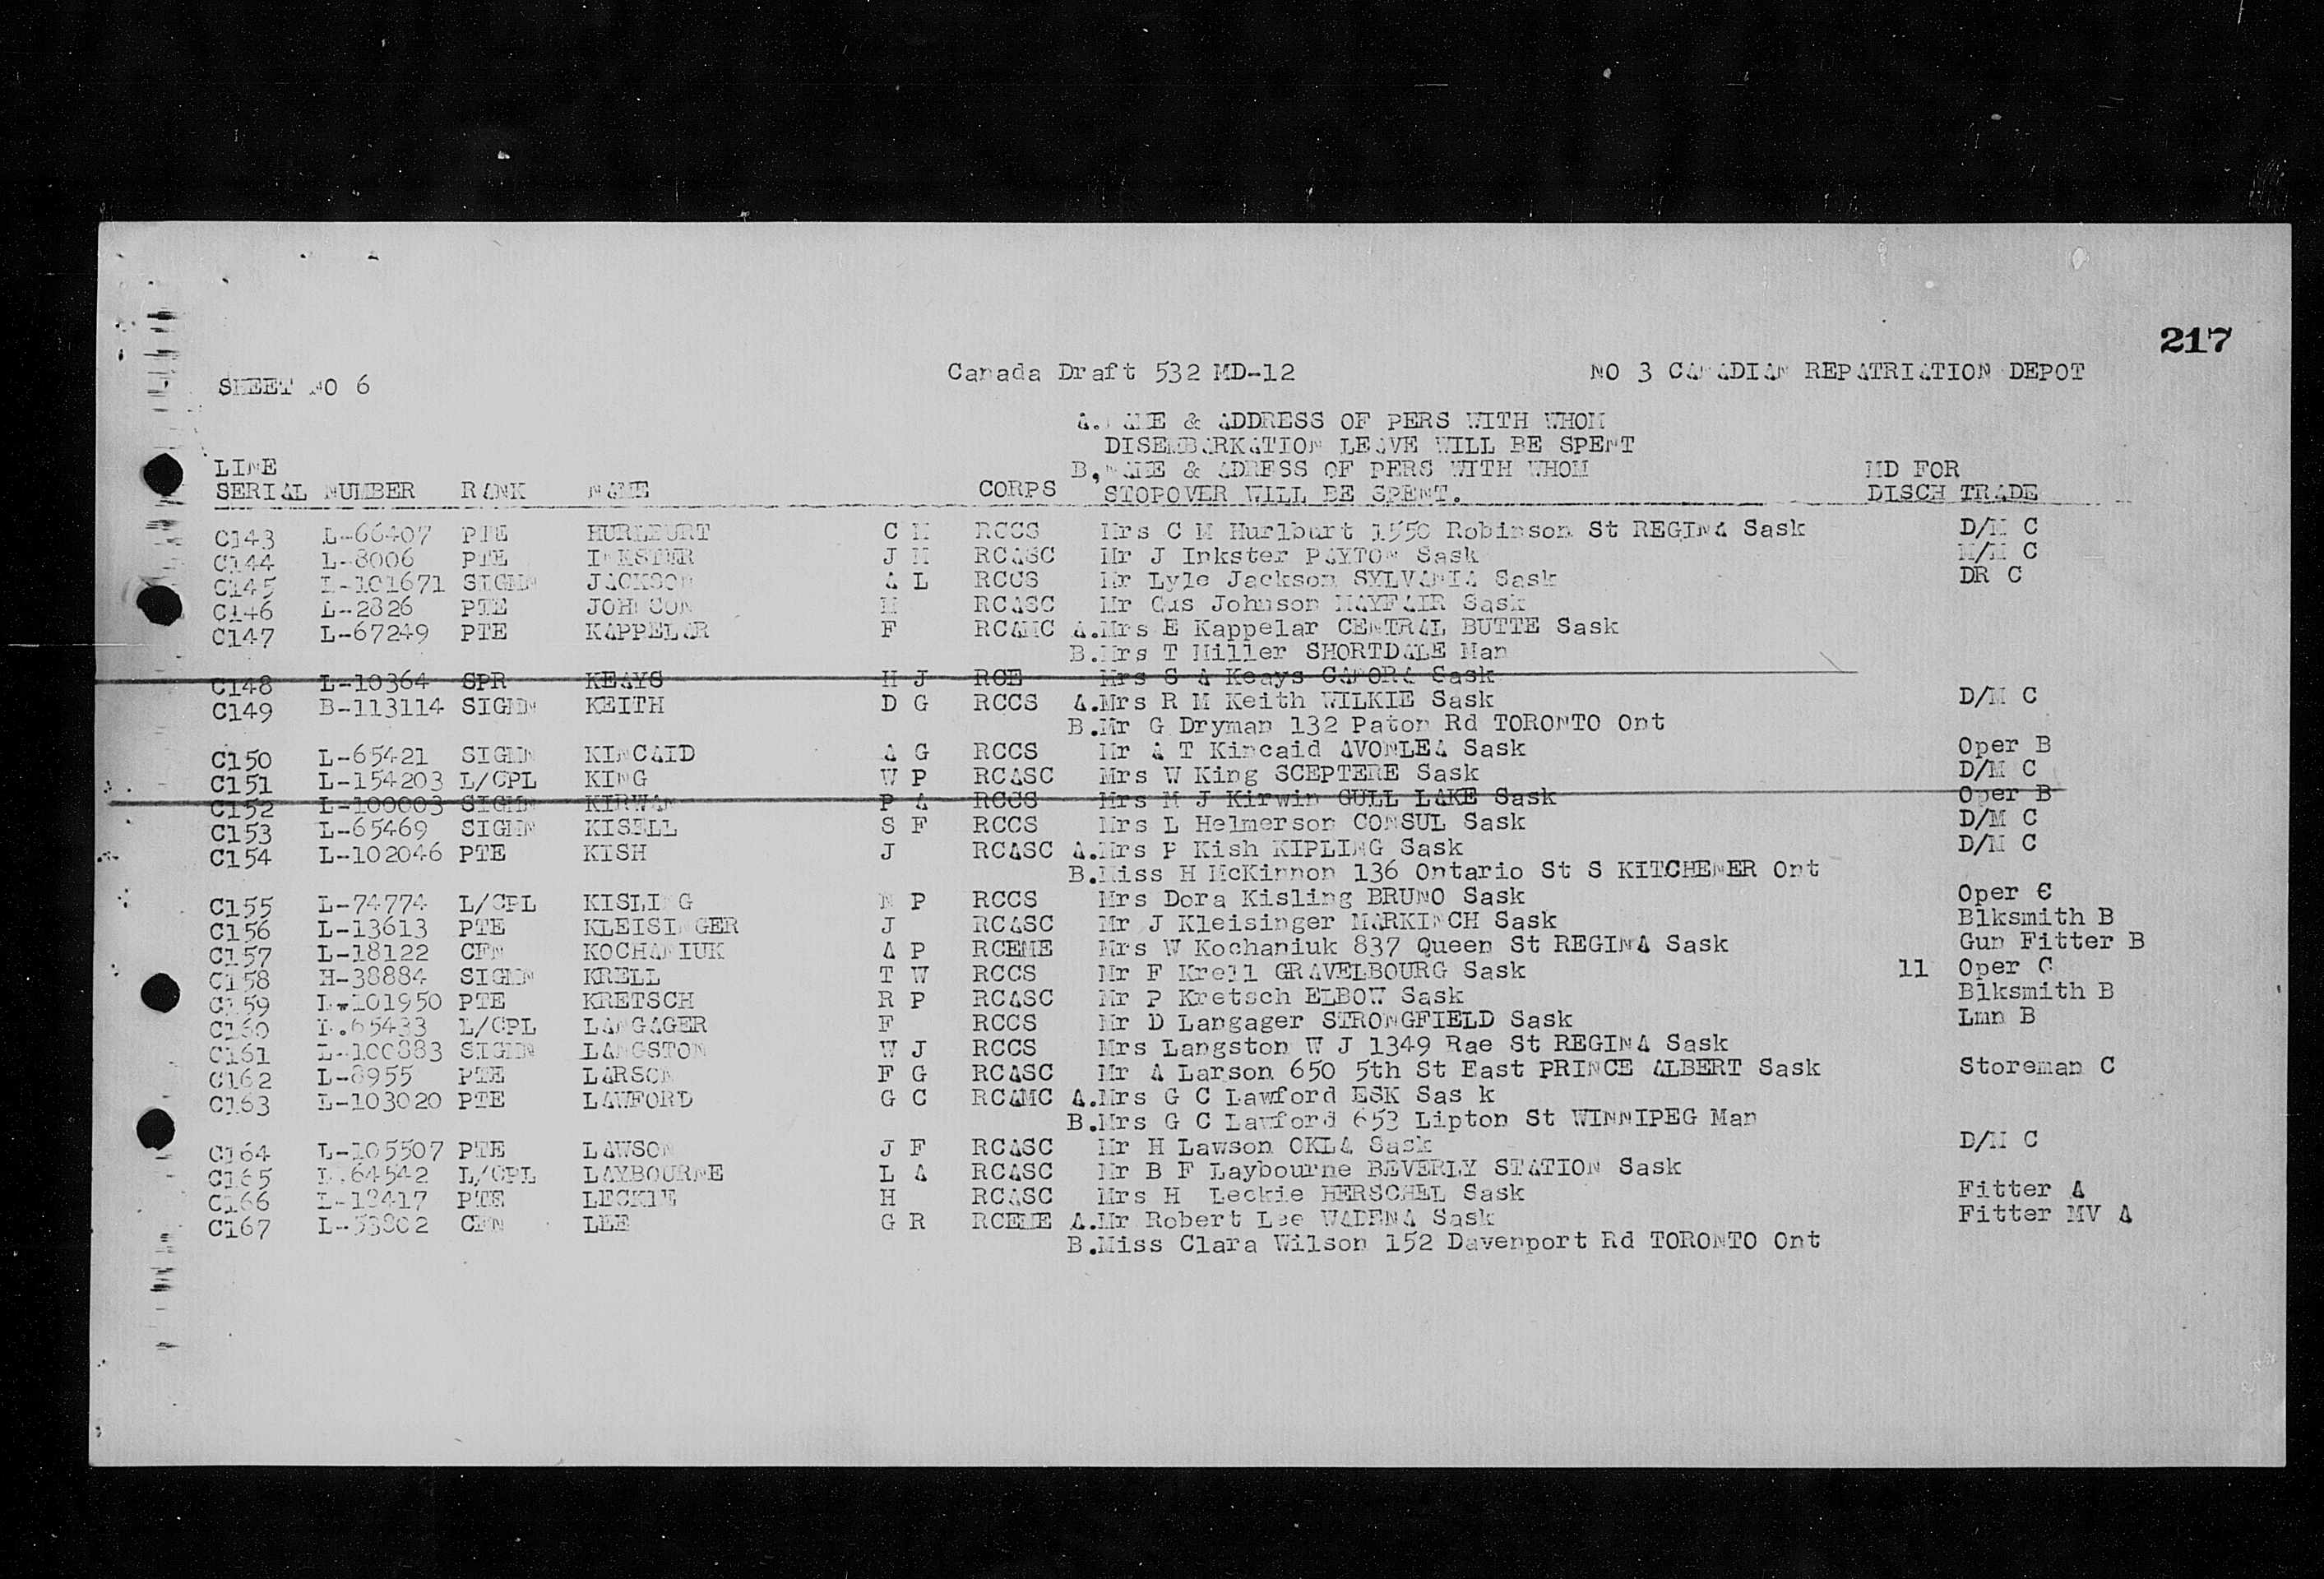 217
SHEET NO 6 Canada Draft 532 MD-12 NO 3 CANADIAN REPATRIATION DEPOT
A. NAME & ADDRESS OF PERS WITH WHOM
DISEMBARKATION LEAVE WILL BE SPENT
LINE B, NAME & ADRESS OF PERS WITH WHOM MD FOR
SERIAL NUMBER RANK NAME CORPS STOPOVER WILL BE SPENT. DISCH TRADE
C143 L-66407 PTE HURLBURT C M RCCS Mrs C M Hurlburt 1550 Robinson St REGINA Sask D/M C
C144 L-8006 PTE INKSTER J M RCASC Mr J Inkster PAYTON Sask M/M C
C145 L-101671 SIGMN JACKSON A L RCCS Mr Lyle Jackson SYLVANIA Sask DR C
C146 L-2826 PTE JOHNSON M RCASC Mr Gus Johnson MAYFAIR Sask
C147 L-67249 PTE KAPPELAR F RCAMC A.Mrs E Kappelar CENTRAL BUTTE Sask
B.Mrs T Miller SHORTDALE Man
C148 L-10364 SPR KEAYS H J RCE Mrs S A Keays CANORA Sask
C149 B-113114 SIGMN KEITH D G RCCS A.Mrs R M Keith WILKIE Sask D/M C
B.Mr G Dryman 132 Paton Rd TORONTO Ont
C150 L-65421 SIGMN KINCAID A G RCCS Mr A T Kincaid AVONLEA Sask Oper B
C151 L-154203 L/CPL KING W P RCASC Mrs W King SCEPTERE Sask D/M C
C152 L-100003 SIGMN KIRWAN P A RCCS Mrs M J Kirwin GULL LAKE Sask Oper B
C153 L-65469 SIGMN KISELL S F RCCS Mrs L Helmerson CONSUL Sask D/M C
C154 L-102046 PTE KISH J RCASC A.Mrs P Kish KIPLING Sask D/M C
B.Miss H McKinnon 136 Ontario St S KITCHENER Ont
C155 L-74774 L/CPL KISLING N P RCCS Mrs Dora Kisling BRUNO Sask Oper C
C156 L-13613 PTE KLEISINGER J RCASC Mr J Kleisinger MARKINCH Sask Blksmith B
C157 L-18122 CFN KOCHANIUK A P RCEME Mrs W Kochaniuk 837 Queen St REGINA Sask Gun Fitter B
C158 H-38884 SIGMN KRELL T W RCCS Mr F Krell GRAVELBOURG Sask 11 Oper C
C159 L-101950 PTE KRETSCH R P RCASC Mr P Kretsch ELBOW Sask Blksmith B
C160 L.65433 L/CPL LANGAGER F RCCS Mr D Langager STRONGFIELD Sask Lmn B
C161 L-100883 SIGMN LANGSTON W J RCCS Mrs Langston W J 1349 Rae St REGINA Sask
C162 L-8955 PTE LARSON F G RCASC Mr A Larson 650 5th St East PRINCE ALBERT Sask Storeman C
C163 L-103020 PTE LAWFORD G C RCAMC A.Mrs G C Lawford ESK Sas k
B.Mrs G C Lawford 653 Lipton St WINNIPEG Man
C164 L-105507 PTE LAWSON J F RCASC Mr H Lawson OKLA Sask D/M C
C165 L.64542 L/CPL LAYBOURNE L A RCASC Mr B F Laybourne BEVERLY STATION Sask
C166 L-13417 PTE LECKIE H RCASC Mrs H Leckie HERSCHEL Sask Fitter A
C167 L-53802 CFN LEE G R RCEME A.Mr Robert Lee WADENA Sask Fitter MV A
B.Miss Clara Wilson 152 Davenport Rd TORONTO Ont